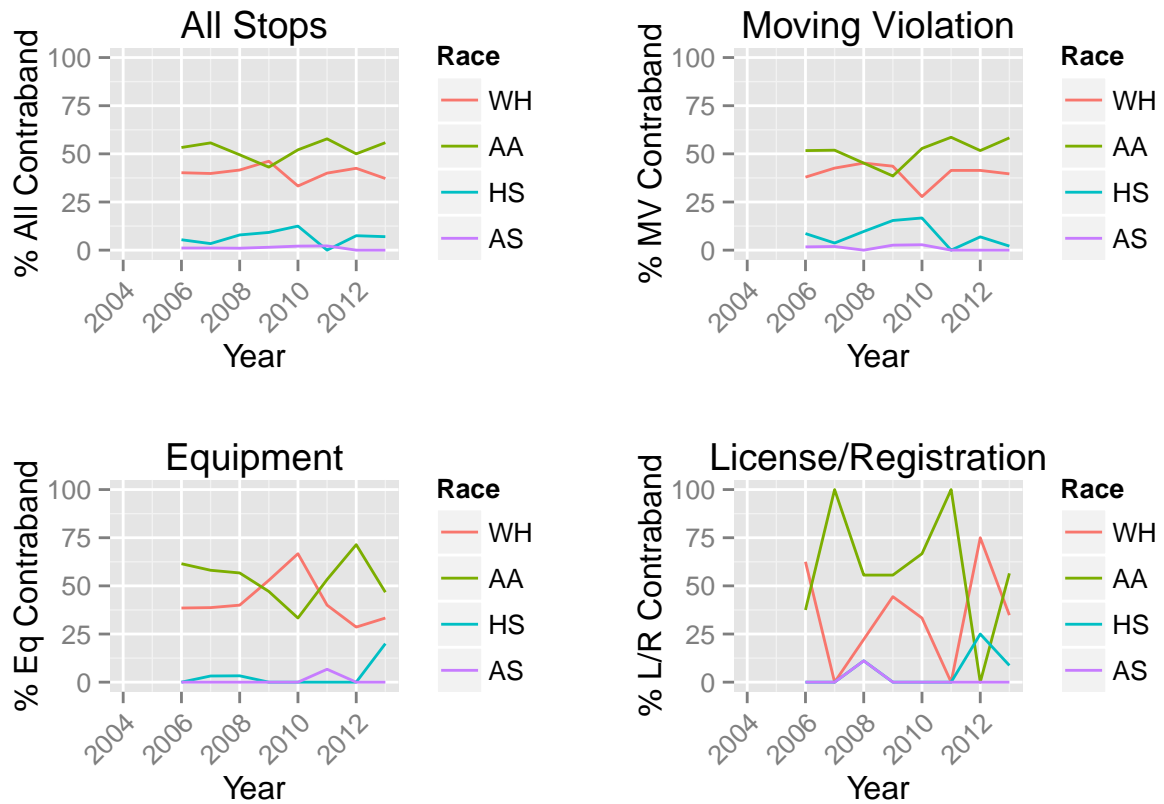 All Stops
% All Contraband
100
75
50
25
0
2004
2006
2008
2010
2012
Year
Race
WH
AA
HS
AS
Moving Violation
% MV Contraband
100
75
50
25
0
2004
2006
2008
2010
2012
Year
Race
WH
AA
HS
AS
Equipment
% Eq Contraband
100
75
50
25
0
2004
2006
2008
2010
2012
Year
Race
WH
AA
HS
AS
License/Registration
% L/R Contraband
100
75
50
25
0
2004
2006
2008
2010
2012
Year
Race
WH
AA
HS
AS